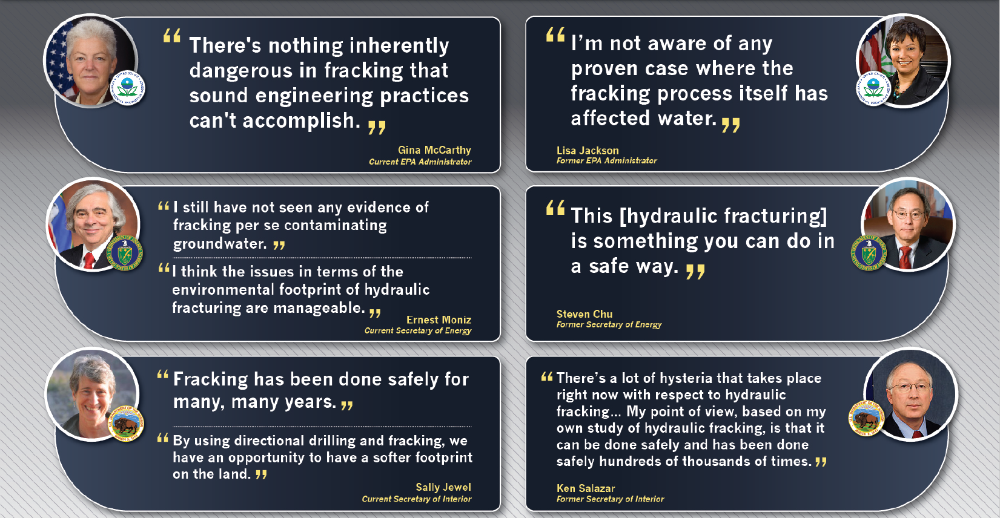 “ There's nothing inherently
dangerous in fracking that
sound engineering practices
can't accomplish. ”
Gina McCarthy
Current EPA Administrator
“ I’m not aware of any
proven case where the
fracking process itself has
affected water. ”
Lisa Jackson
Former EPA Administrator
“ I still have not seen any evidence of
fracking per se contaminating
groundwater. ”
“ I think the issues in terms of the
environmental footprint of hydraulic
fracturing are manageable. ”
Ernest Moniz
Current Secretary of Energy
“ This [hydraulic fracturing]
is something you can do in
a safe way. ”
Steven Chu
Former Secretary of Energy
“ Fracking has been done safely for
many, many years. ”
“ By using directional drilling and fracking, we
have an opportunity to have a softer footprint
on the land. ”
Sally Jewel
Current Secretary of Interior
“ There’s a lot of hysteria that takes place
right now with respect to hydraulic
fracking... My point of view, based on my
own study of hydraulic fracking, is that it
can be done safely and has been done
safely hundreds of thousands of times. ”
Ken Salazar
Former Secretary of Interior